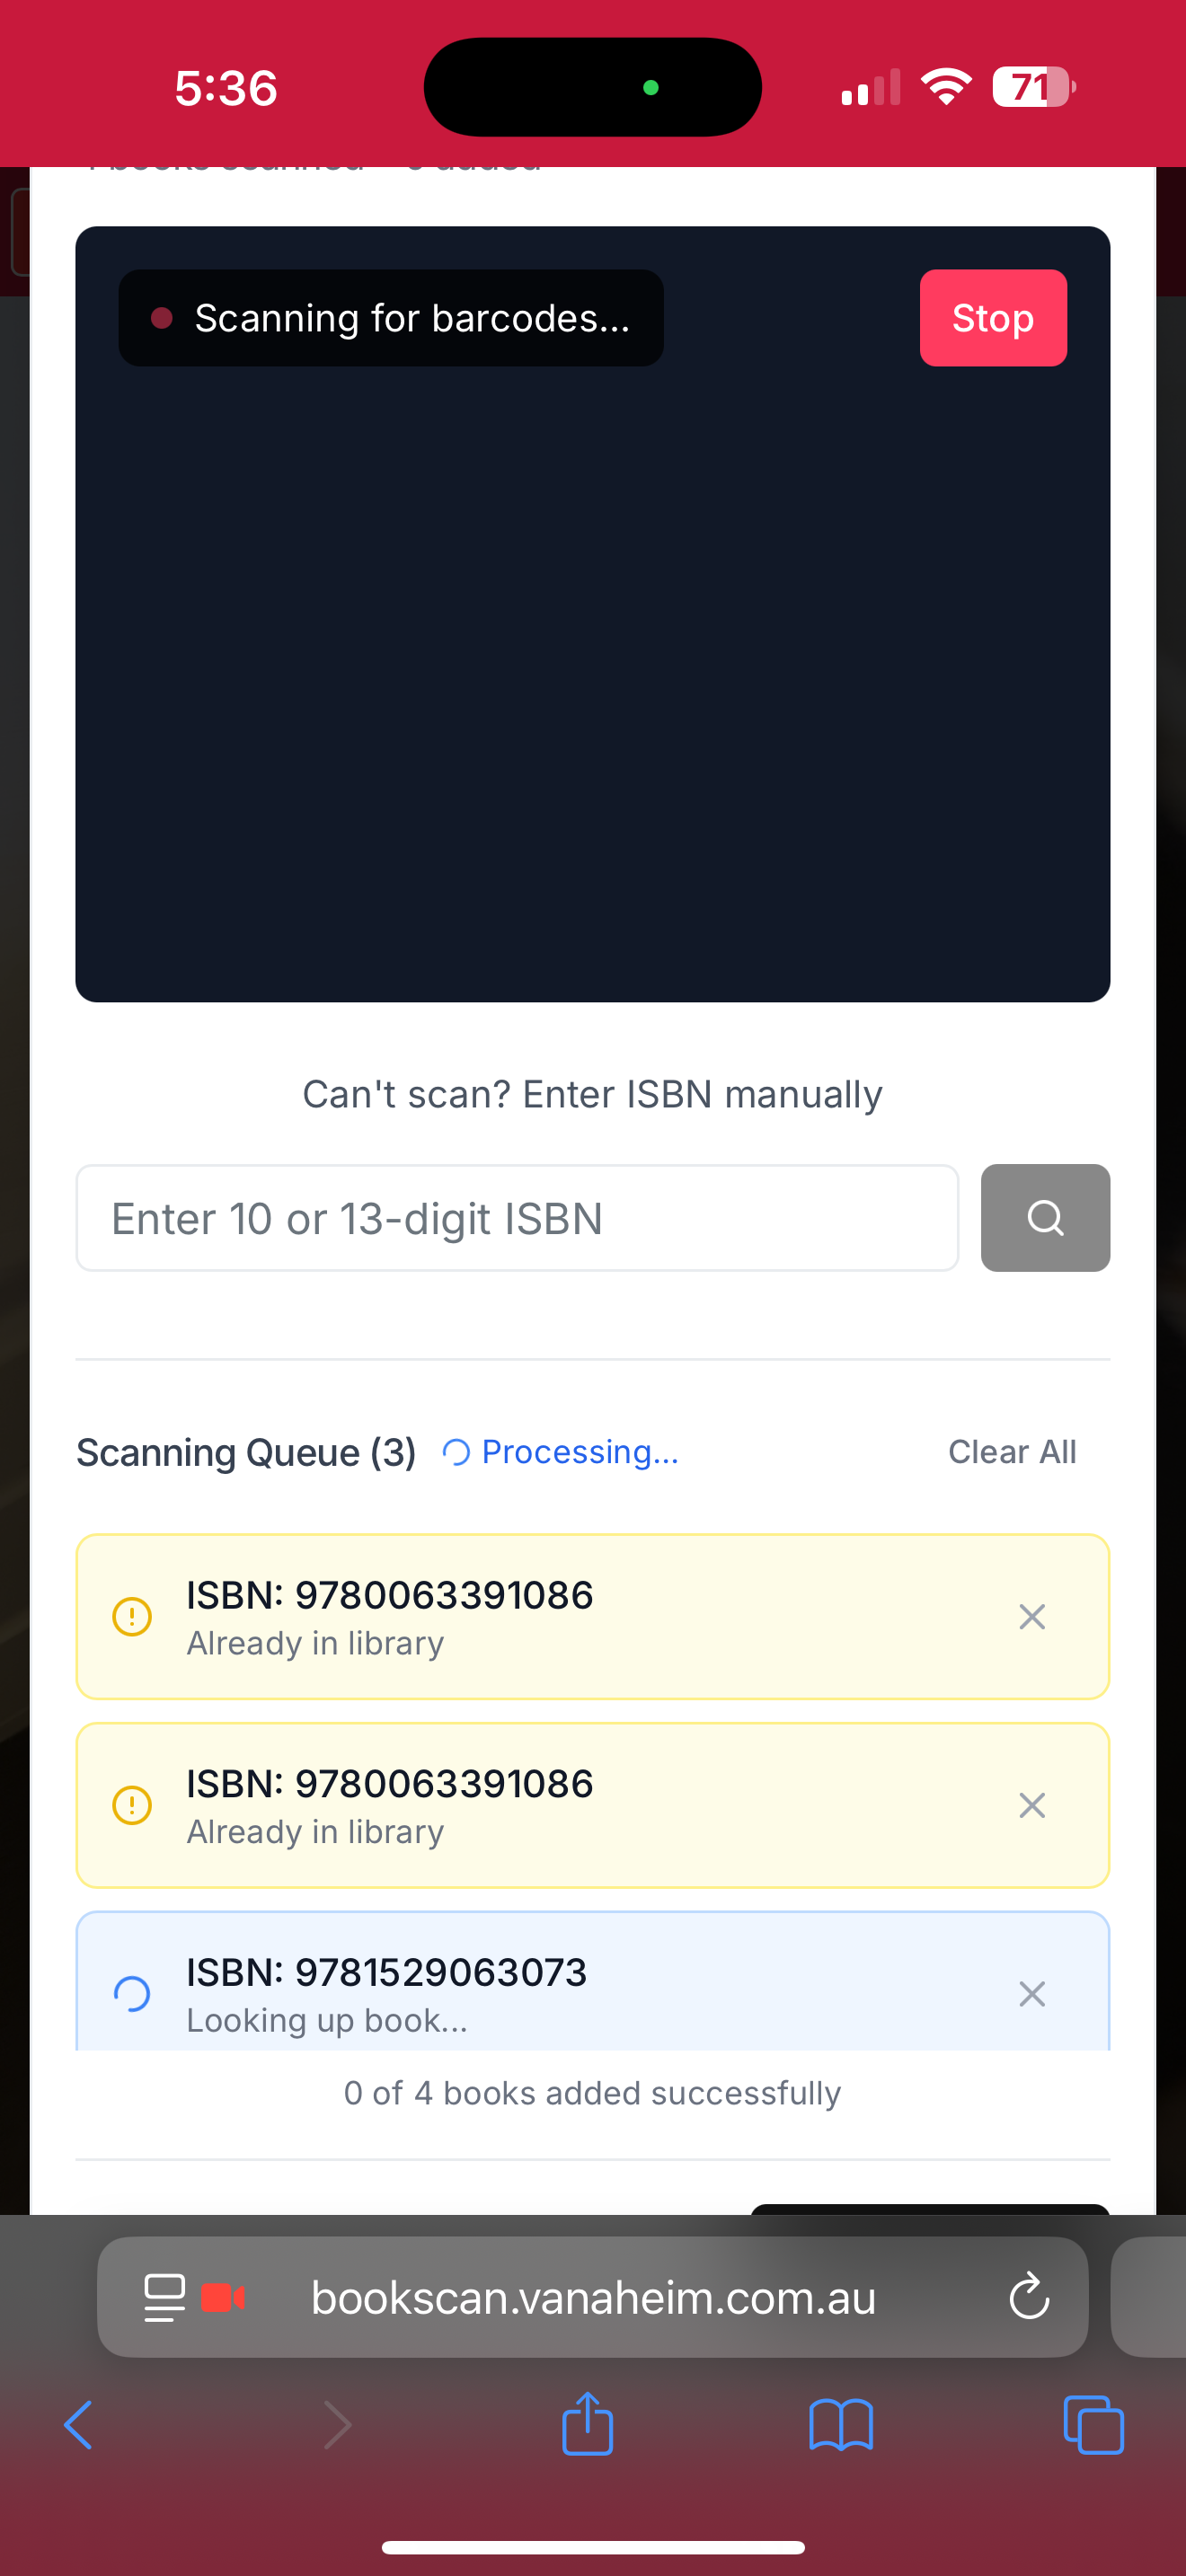 5:36
71
Scanning for barcodes...
Stop
Can't scan? Enter ISBN manually
Enter 10 or 13-digit ISBN
Scanning Queue (3)
Processing...
Clear All
ISBN: 9780063391086
Already in library
ISBN: 9780063391086
Already in library
ISBN: 9781529063073
Looking up book...
0 of 4 books added successfully
bookscan.vanaheim.com.au